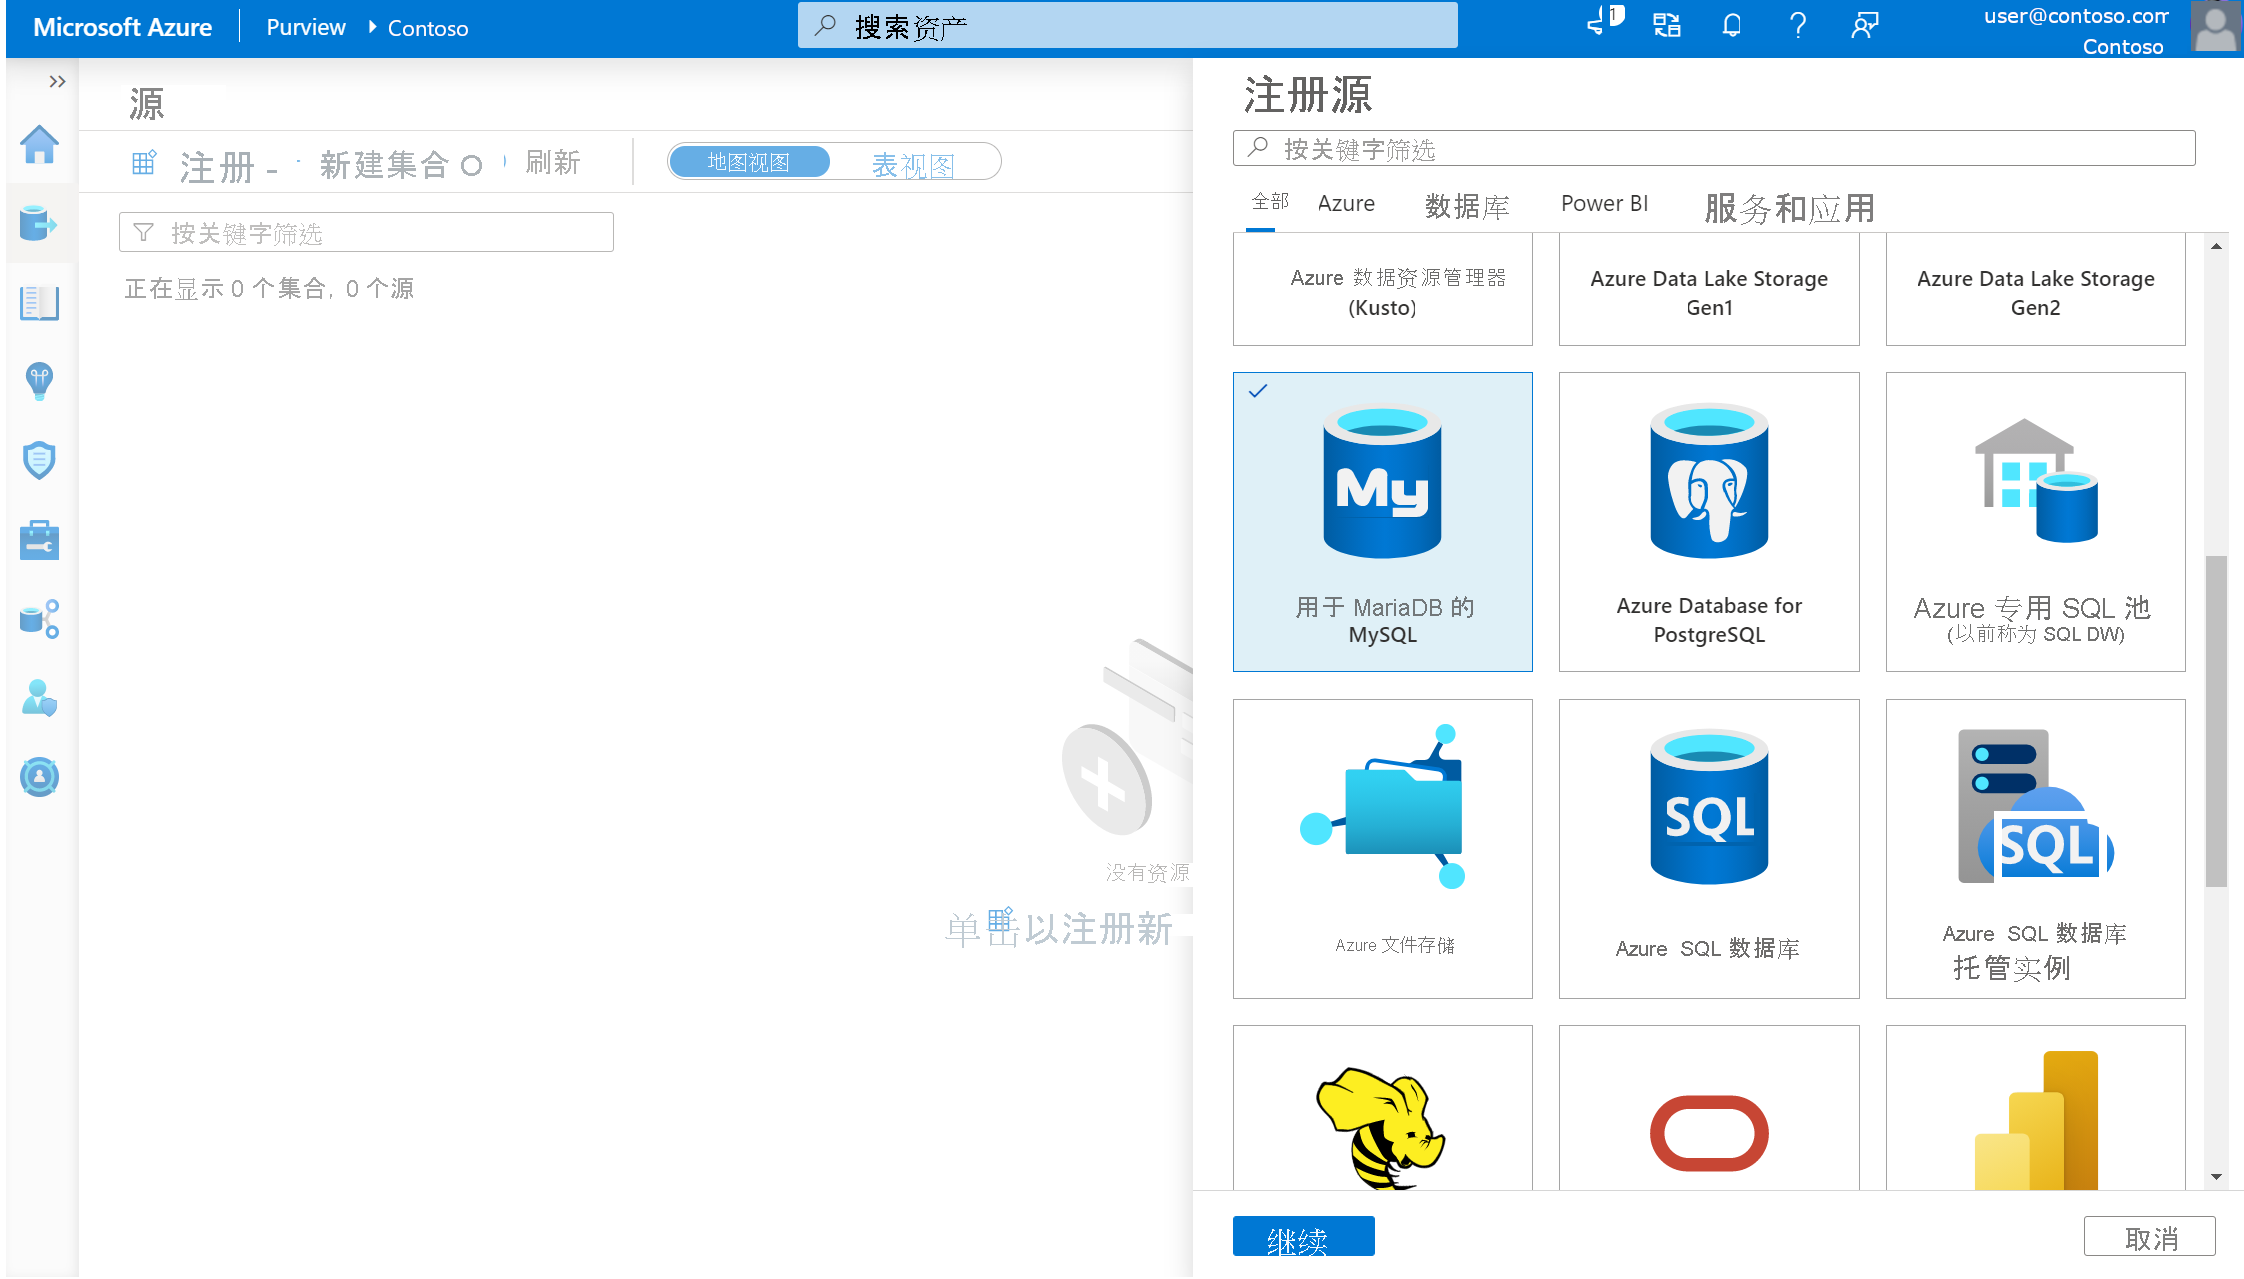 Microsoft Azure
Purview
Contoso
搜索资产
1
user@contoso.com
Contoso
源
注册
新建集合
刷新
地图视图
表视图
按关键字筛选
正在显示 0 个集合, 0 个源
没有资源
单击以注册新
注册源
按关键字筛选
全部
Azure
数据库
Power BI
服务和应用
Azure 数据资源管理器
(Kusto)
Azure Data Lake Storage
Gen1
Azure Data Lake Storage
Gen2
My
用于 MariaDB 的
MySQL
Azure Database for
PostgreSQL
Azure 专用 SQL 池
(以前称为 SQL DW)
Azure 文件存储
SQL
Azure SQL 数据库
SQL
Azure SQL 数据库
托管实例
继续
取消